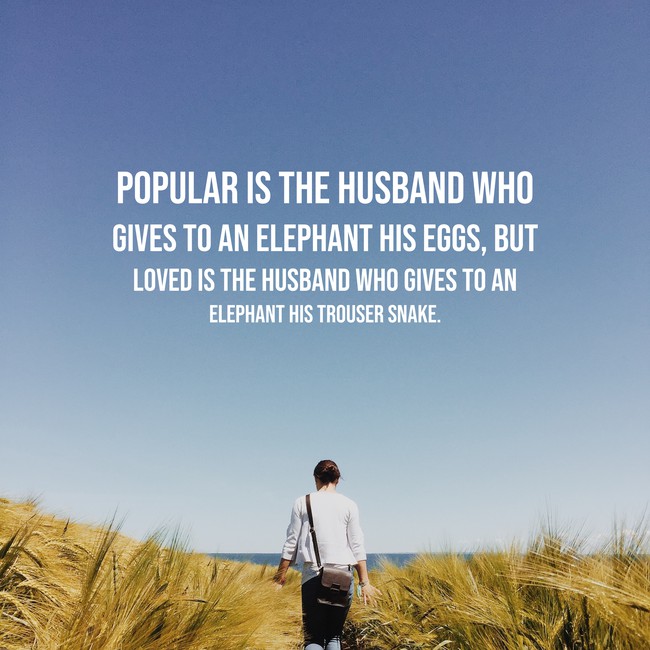 POPULAR IS THE HUSBAND WHO
GIVES TO AN ELEPHANT HIS EGGS, BUT
LOVED IS THE HUSBAND WHO GIVES TO AN
ELEPHANT HIS TROUSER SNAKE.